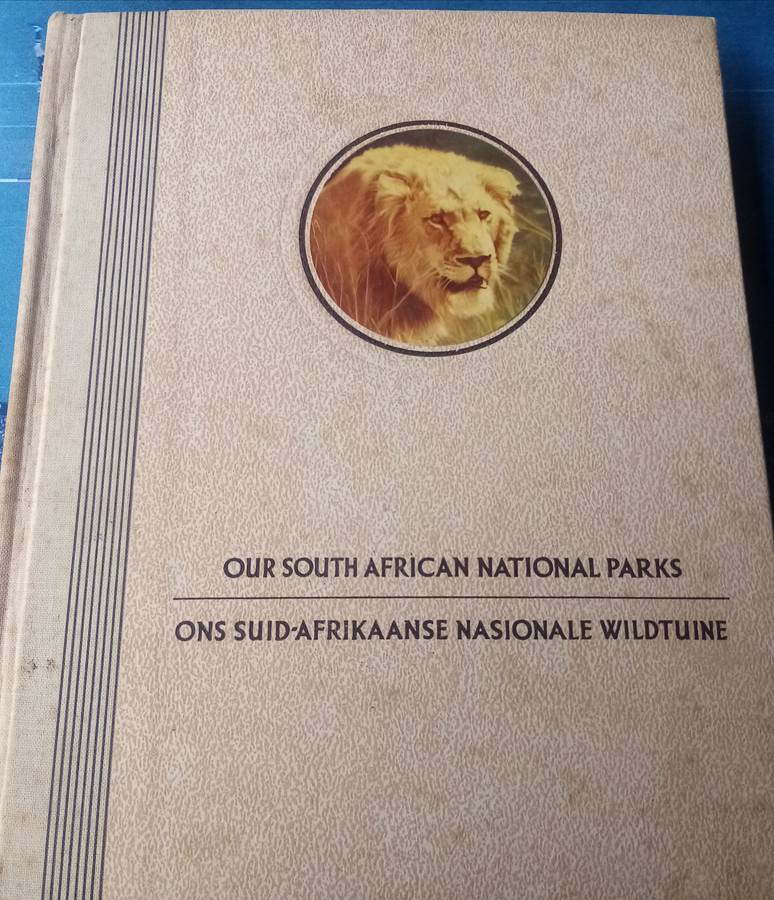 OUR SOUTH AFRICAN NATIONAL PARKS
ONS SUID-AFRIKAANSE NASIONALE WILDTUINE